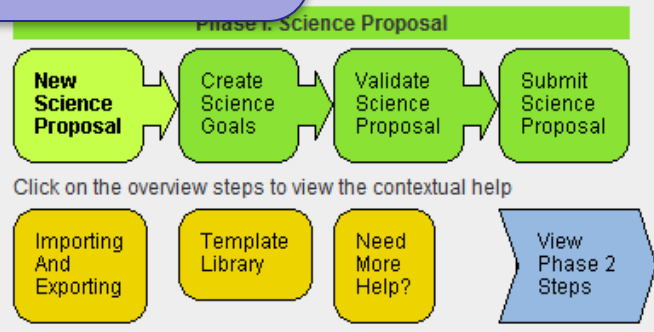 Phase I: Science Proposal
New
Science
Proposal
Create
Science
Goals
Validate
Science
Proposal
Submit
Science
Proposal
Click on the overview steps to view the contextual help
Importing
And
Exporting
Template
Library
Need
More
Help?
View
Phase 2
Steps